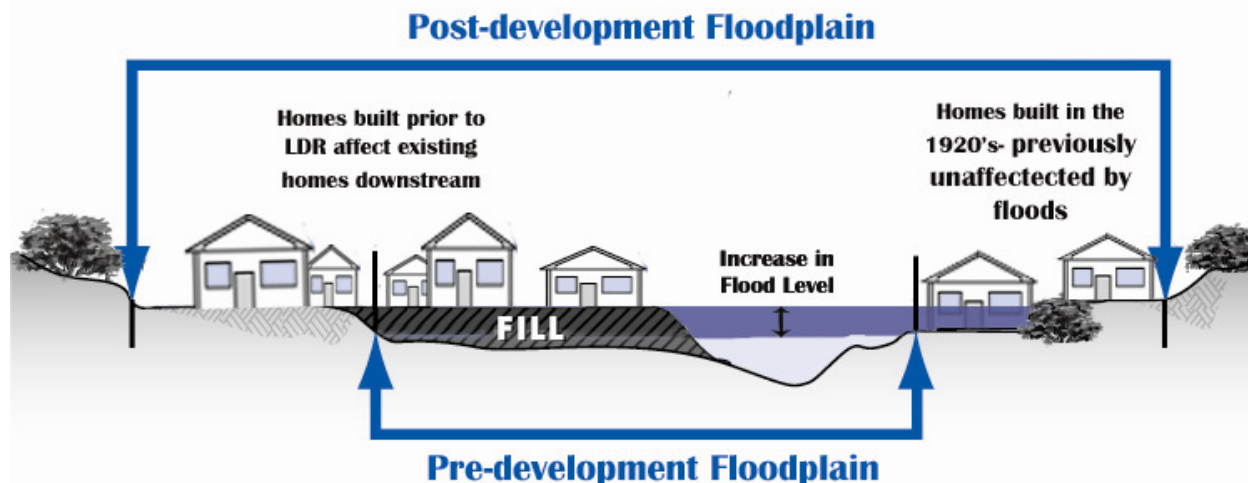 Post-development Floodplain
Homes built prior to
LDR affect existing
homes downstream
Homes built in the
1920's- previously
unaffectected by
floods
Increase in
Flood Level
FILL
Pre-development Floodplain